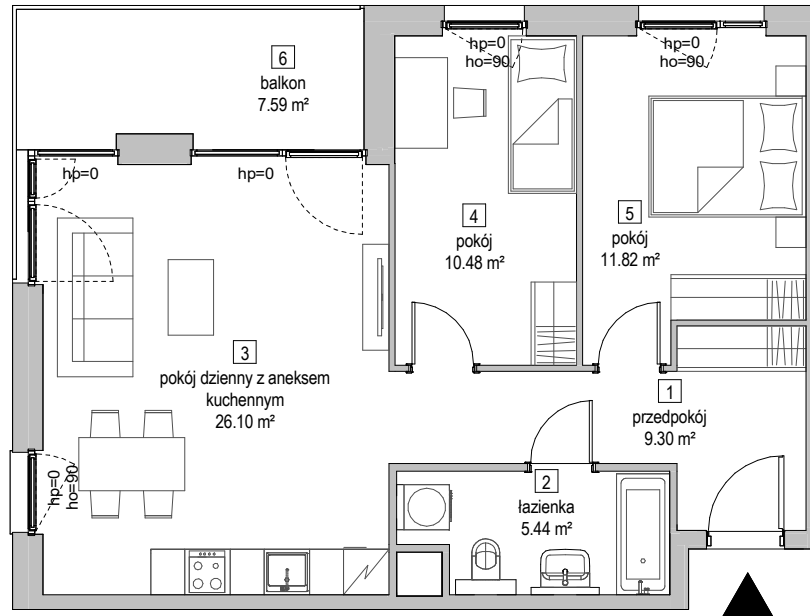 6
balkon
7.59 m²
hp=0
ho=90
hp=0
ho=90
hp=0
hp=0
4
pokój
10.48 m²
5
pokój
11.82 m²
3
pokój dzienny z aneksem
kuchennym
26.10 m²
1
przedpokój
9.30 m²
hp=0
ho=90
2
łazienka
5.44 m²